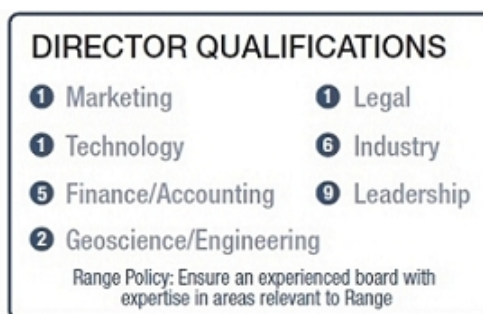 DIRECTOR QUALIFICATIONS
1 Marketing
1 Technology
5 Finance/Accounting
2 Geoscience/Engineering
1 Legal
6 Industry
9 Leadership
Range Policy: Ensure an experienced board with
expertise in areas relevant to Range